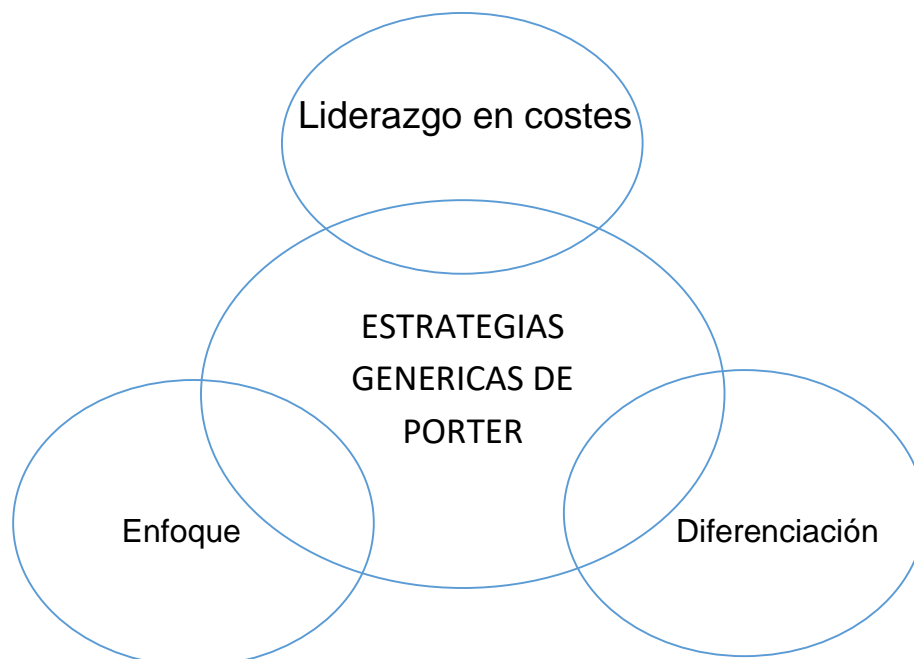 Liderazgo en costes
ESTRATEGIAS
GENERICAS DE
PORTER
Enfoque
Diferenciación